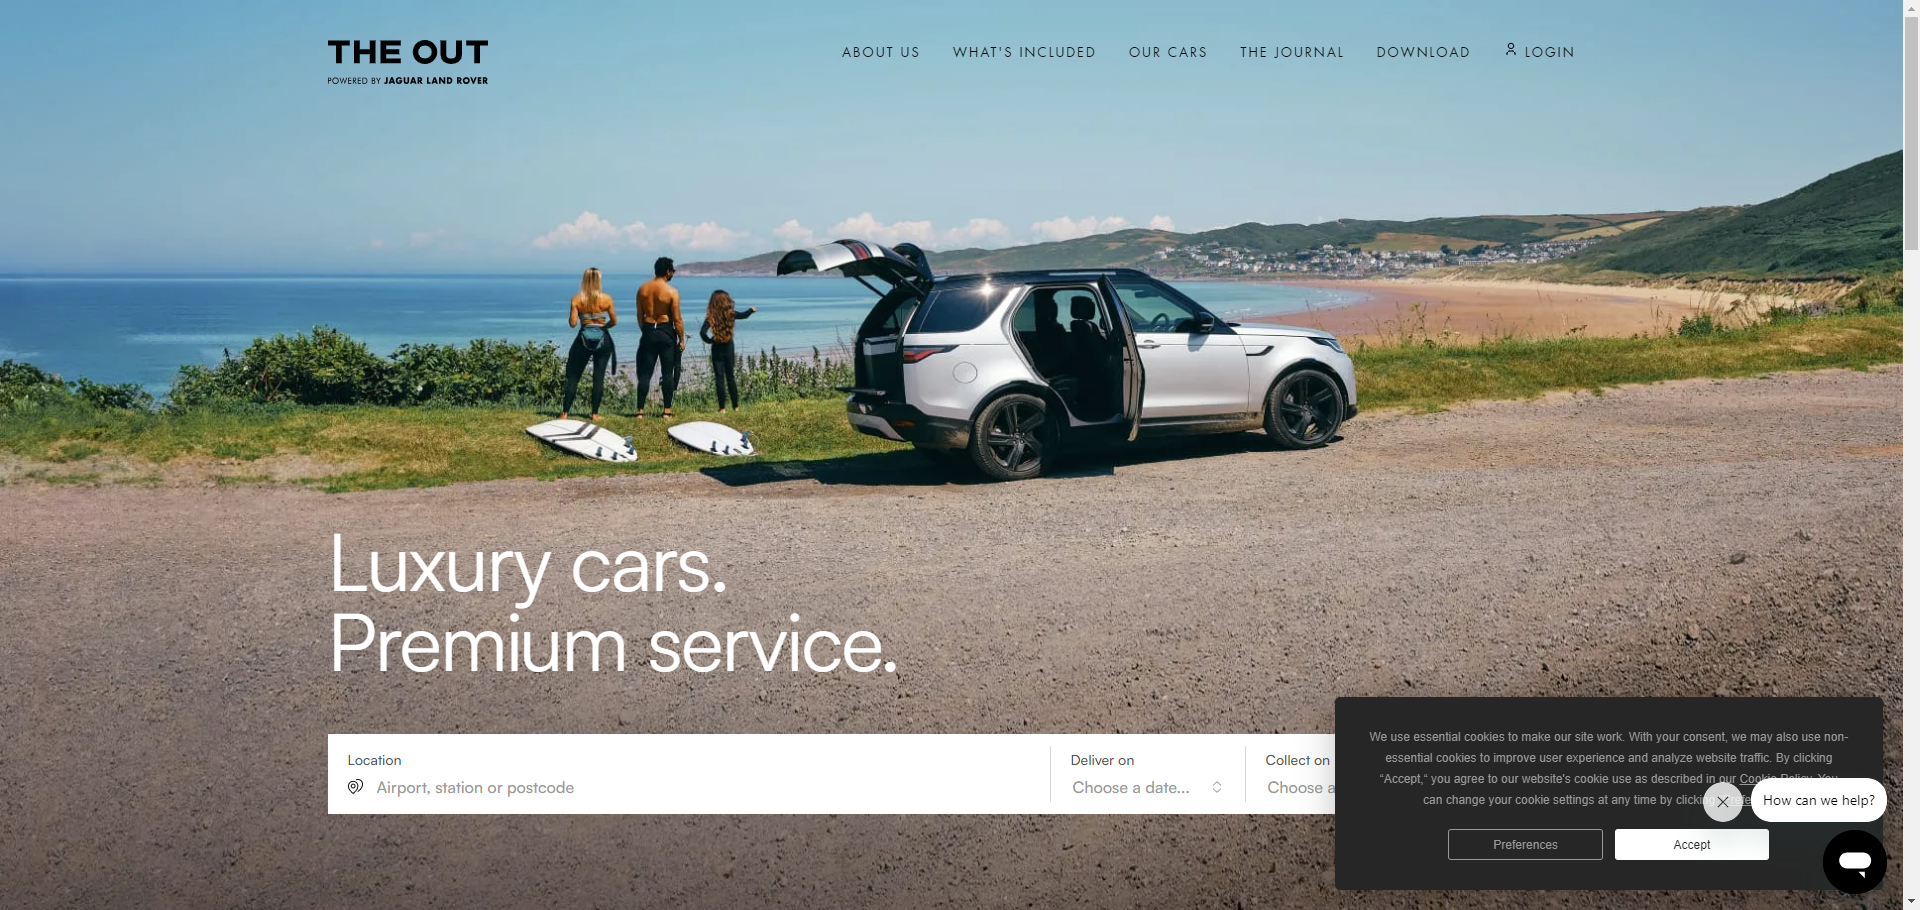 THE OUT
POWERED BY JAGUAR LAND ROVER
ABOUT US
WHAT'S INCLUDED
OUR CARS
THE JOURNAL
DOWNLOAD
LOGIN
Luxury cars.
Premium service.
Location
Airport, station or postcode
Deliver on
Choose a date...
Collect on
Choose a
We use essential cookies to make our site work. With your consent, we may also use non-
essential cookies to improve user experience and analyze website traffic. By clicking
“Accept,“ you agree to our website's cookie use as described in our Cookie Policy. You
can change your cookie settings at any time by clicking
How can we help?
Preferences
Accept